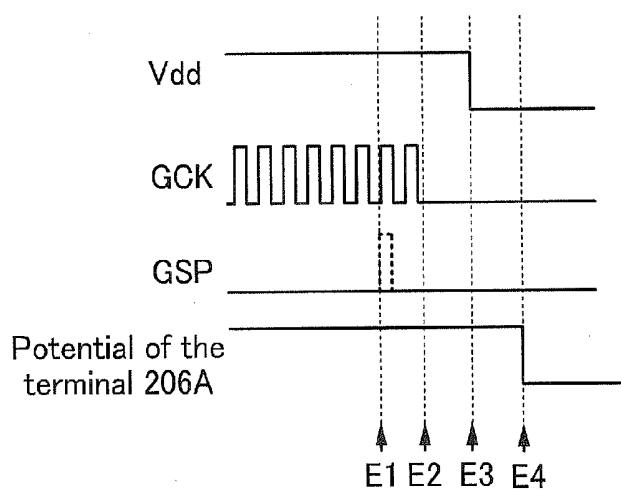 Vdd
GCK
GSP
Potential of the
terminal 206A
E1 E2 E3 E4